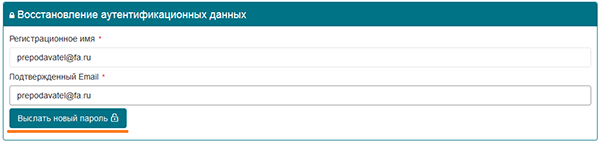 Восстановление аутентификационных данных
Регистрационное имя *
prepodavatel@fa.ru
Подтвержденный Email *
prepodavatel@fa.ru
Выслать новый пароль